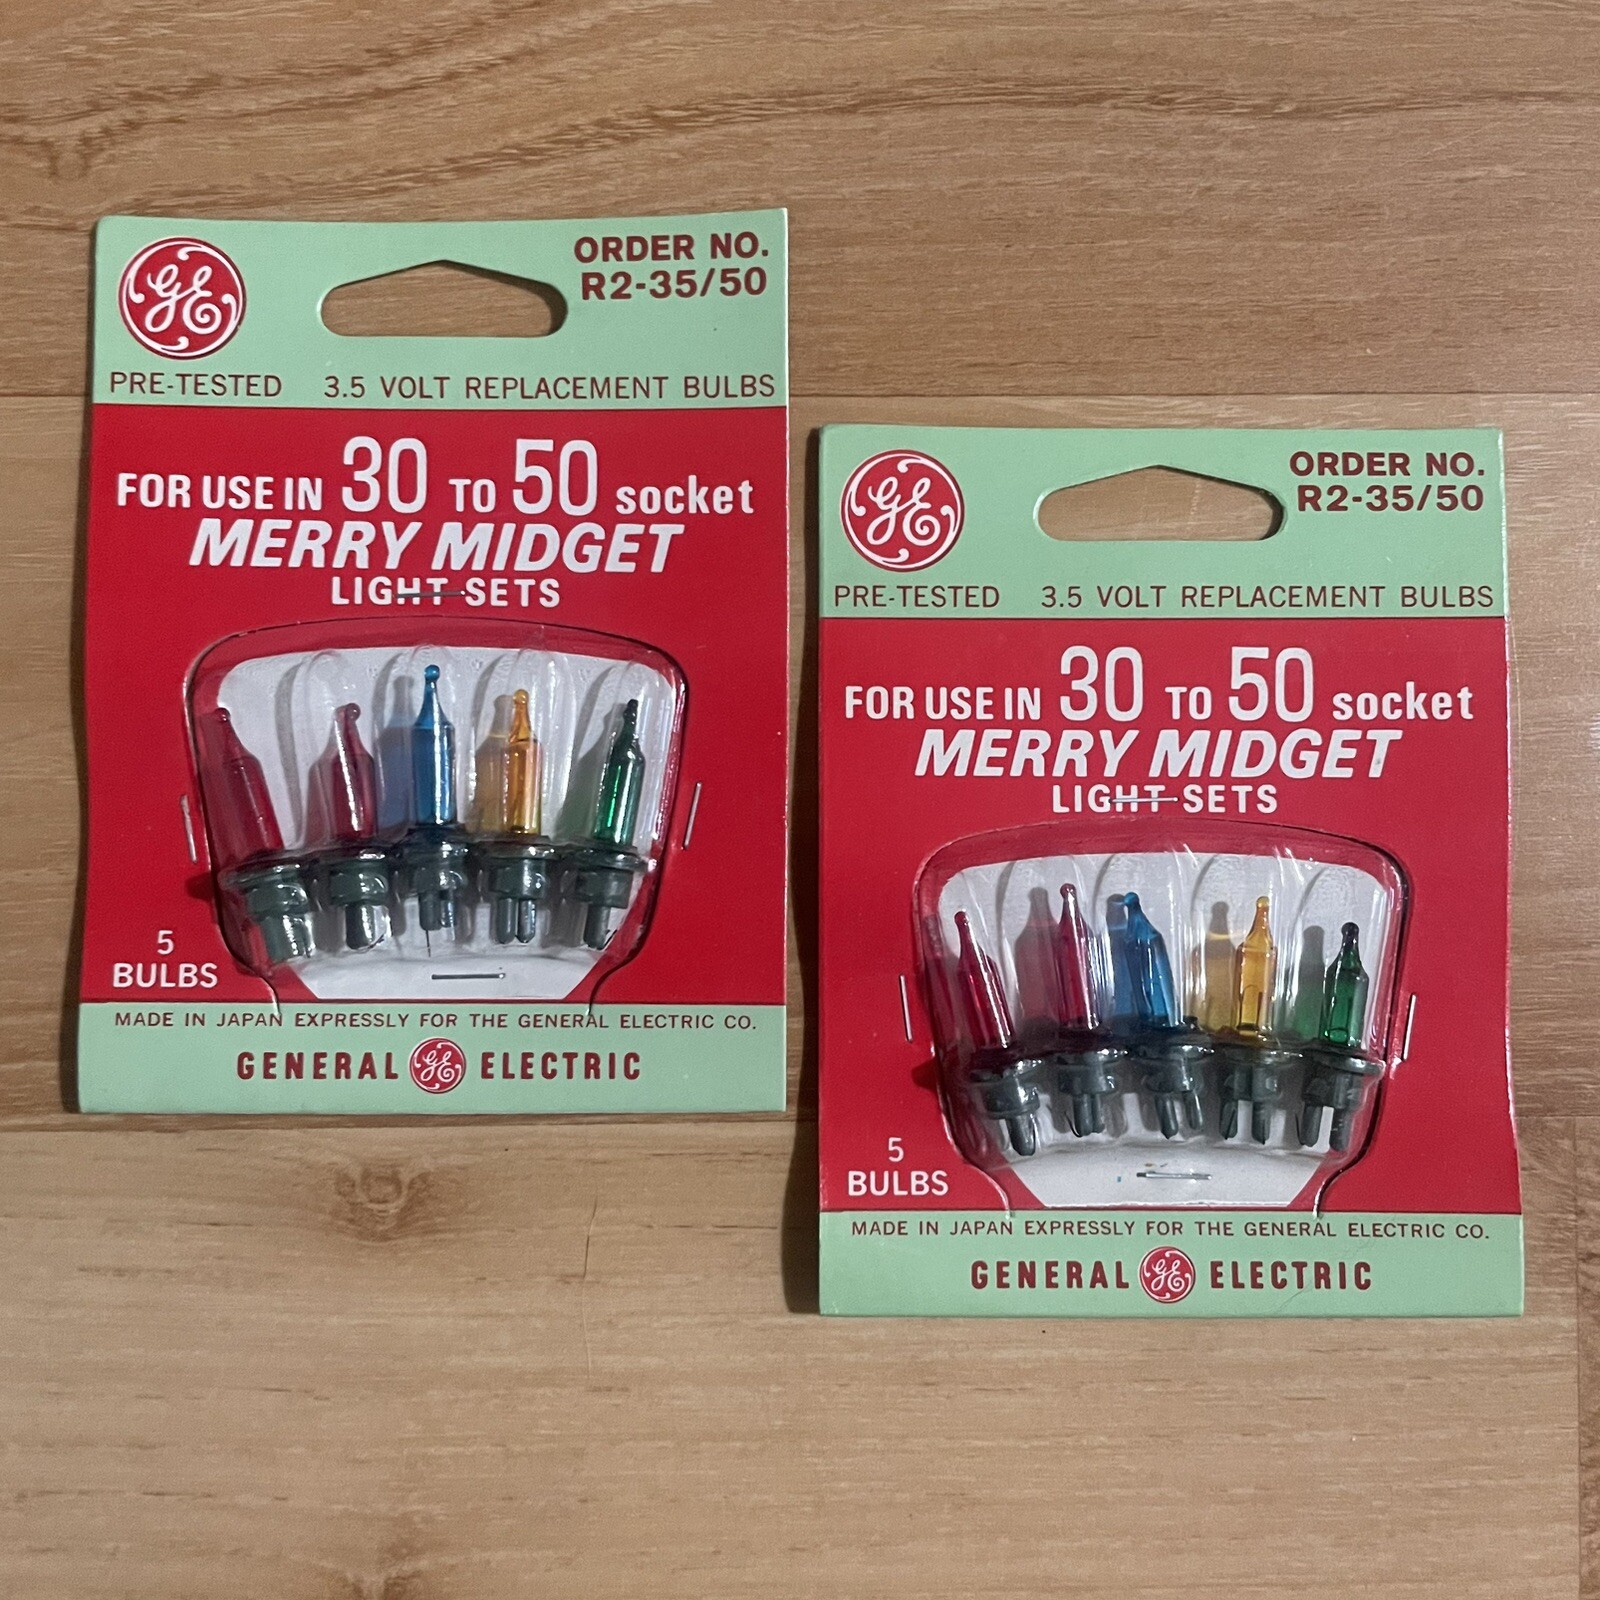 GE
ORDER NO.
R2-35/50
PRE-TESTED 3.5 VOLT REPLACEMENT BULBS
FOR USE IN 30 TO 50 socket
MERRY MIDGET
LIGHT SETS
5
BULBS
MADE IN JAPAN EXPRESSLY FOR THE GENERAL ELECTRIC CO.
GENERAL GE ELECTRIC
GE
ORDER NO.
R2-35/50
PRE-TESTED 3.5 VOLT REPLACEMENT BULBS
FOR USE IN 30 TO 50 socket
MERRY MIDGET
LIGHT SETS
5
BULBS
MADE IN JAPAN EXPRESSLY FOR THE GENERAL ELECTRIC CO.
GENERAL GE ELECTRIC